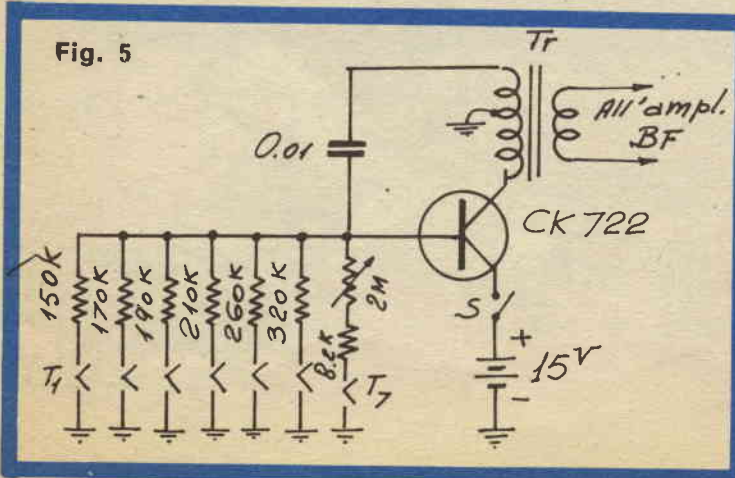 Fig. 5
Tr
All'ampl.
BF
0.01
CK 722
150K
170K
190K
210K
260K
320K
2M
8.2K
S
+
15V
-
T1
T7